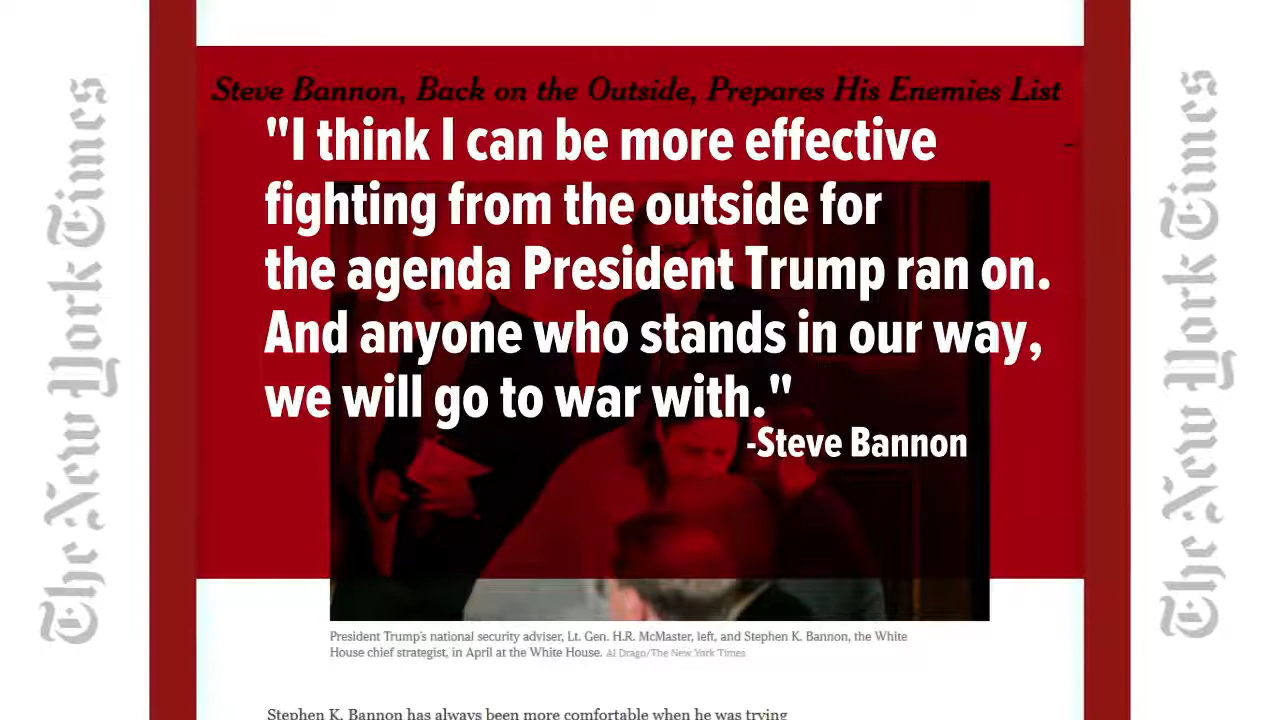 The New York Times
Steve Bannon, Back on the Outside, Prepares His Enemies List
"I think I can be more effective
fighting from the outside for
the agenda President Trump ran on.
And anyone who stands in our way,
we will go to war with."
-Steve Bannon
President Trump's national security adviser, Lt. Gen. H.R. McMaster, left, and Stephen K. Bannon, the White
House chief strategist, in April at the White House. Al Drago/The New York Times
Stephen K. Bannon has always been more comfortable when he was trying
The New York Times